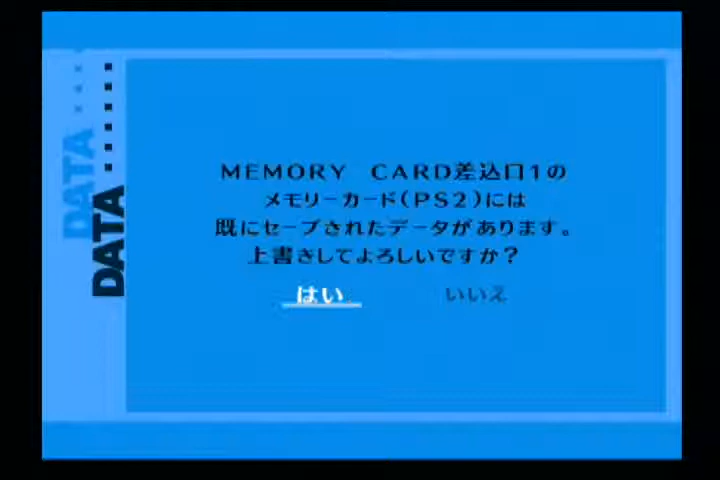 DATA
DATA
MEMORY CARD差込口1の
メモリーカード(PS2)には
既にセーブされたデータがあります。
上書きしてよろしいですか?
はい いいえ